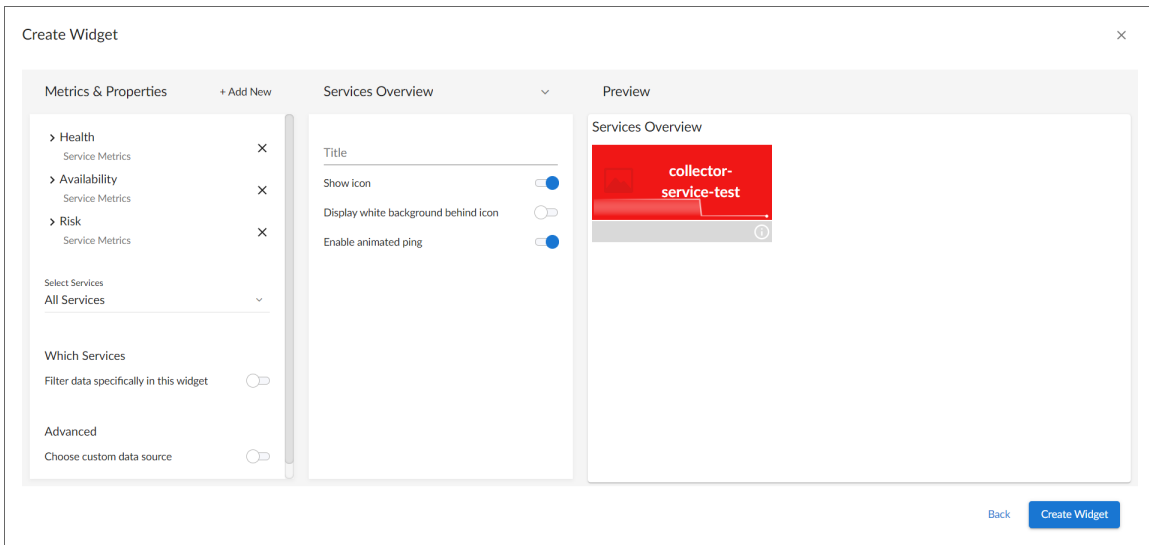 Create Widget
Metrics & Properties
+ Add New
Health
Service Metrics
Availability
Service Metrics
Risk
Service Metrics
Select Services
All Services
Which Services
Filter data specifically in this widget
Advanced
Choose custom data source
Services Overview
Title
Show icon
Display white background behind icon
Enable animated ping
Preview
Services Overview
collector-
service-test
Back
Create Widget